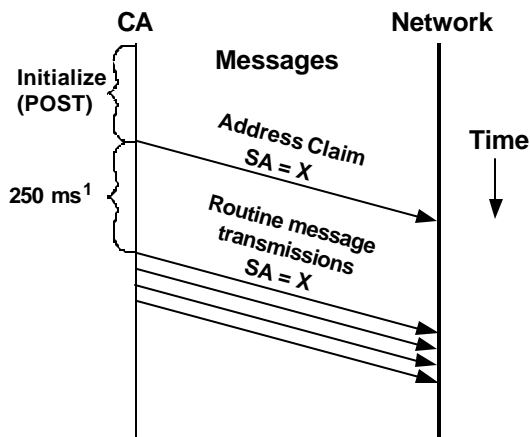 CA
Network
Messages
Initialize
(POST)
Address Claim
SA = X
Time
250 ms¹
Routine message
transmissions
SA = X